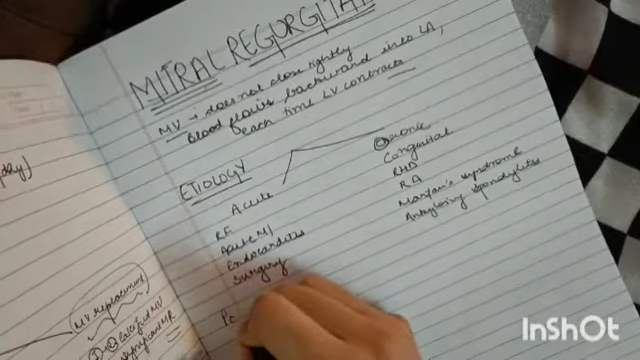 MITRAL REGURGITA
MV → does not close tightly
Blood flows backward into LA,
each time LV contracts
ETIOLOGY
Acute
RF
Acute MI
Endocarditis
Surgery
Chronic
Congenital
RHD
RA
Marfan's syndrome
Ankylosing spondylitis
MV replacement
InShOt